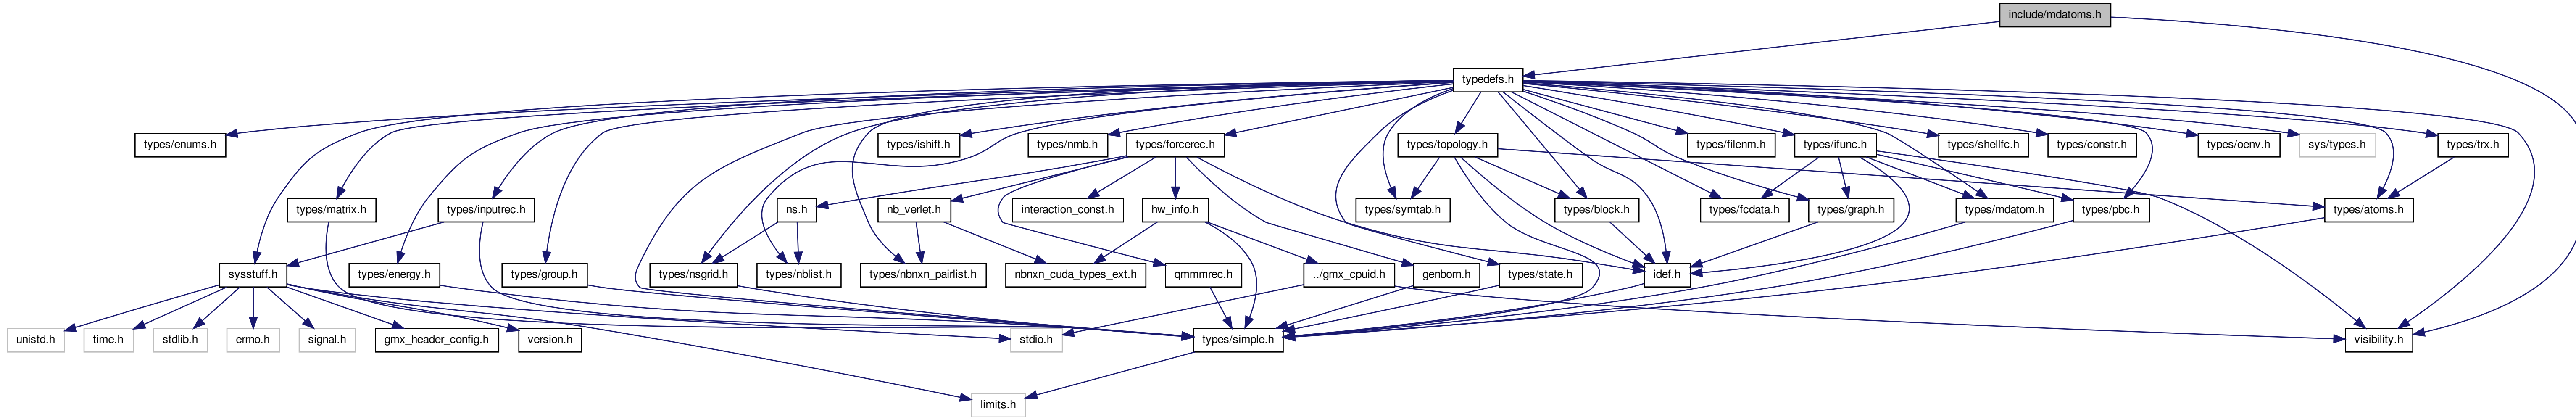 include/mdatoms.h
typedefs.h
types/enums.h
types/ishift.h
types/nrnb.h
types/forcerec.h
types/topology.h
types/filenm.h
types/ifunc.h
types/shellfc.h
types/constr.h
types/oenv.h
sys/types.h
types/trx.h
types/matrix.h
types/inputrec.h
ns.h
nb_verlet.h
interaction_const.h
hw_info.h
types/symtab.h
types/block.h
types/fcdata.h
types/graph.h
types/mdatom.h
types/pbc.h
types/atoms.h
sysstuff.h
types/energy.h
types/group.h
types/nsgrid.h
types/nblist.h
types/nbnxn_pairlist.h
nbnxn_cuda_types_ext.h
qmmmrec.h
../gmx_cpuid.h
genborn.h
types/state.h
idef.h
unistd.h
time.h
stdlib.h
errno.h
signal.h
gmx_header_config.h
version.h
stdio.h
types/simple.h
visibility.h
limits.h